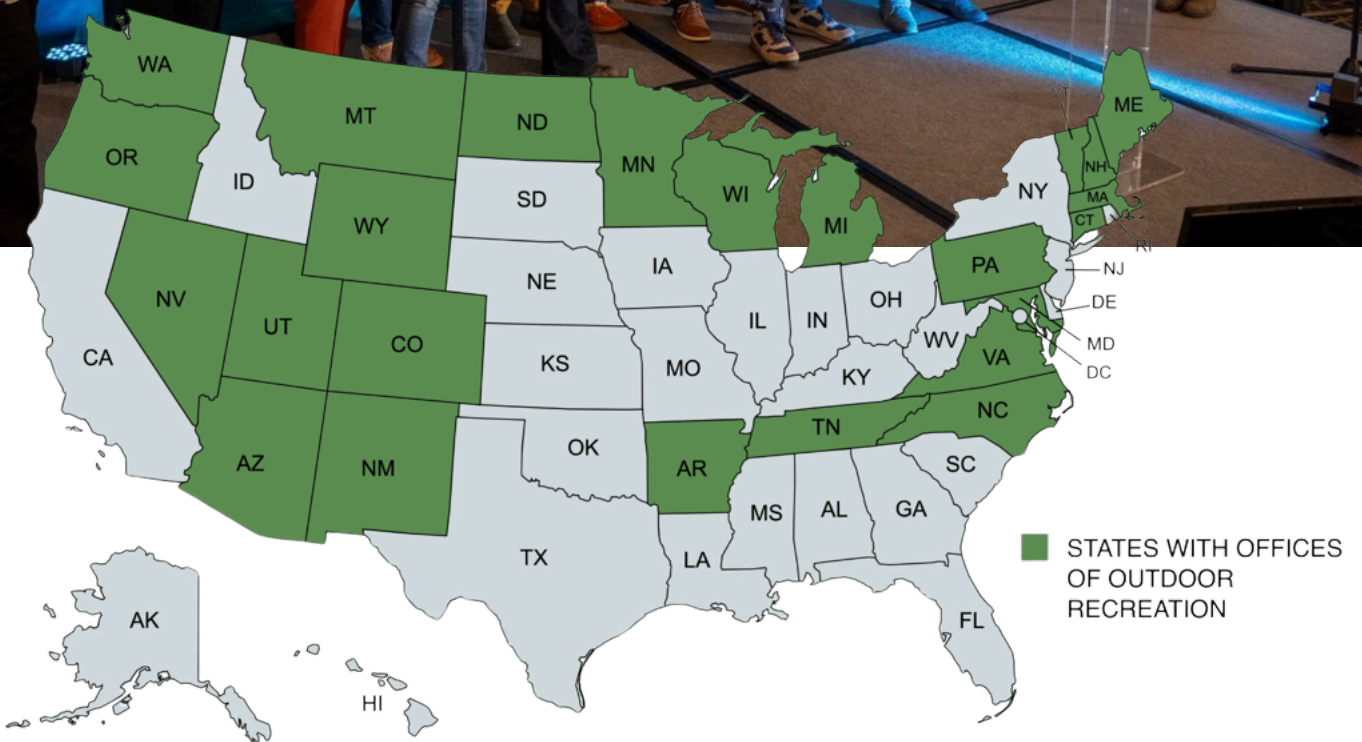 WA
MT
ND
MN
ME
VT
OR
ID
SD
WI
NH
NY
MA
WY
MI
CT
RI
IA
PA
NJ
NV
NE
DE
UT
CO
IL
IN
OH
MD
CA
KS
MO
WV
VA
DC
KY
NC
TN
AZ
NM
OK
AR
SC
MS
AL
GA
TX
LA
STATES WITH OFFICES
OF OUTDOOR
RECREATION
AK
FL
HI